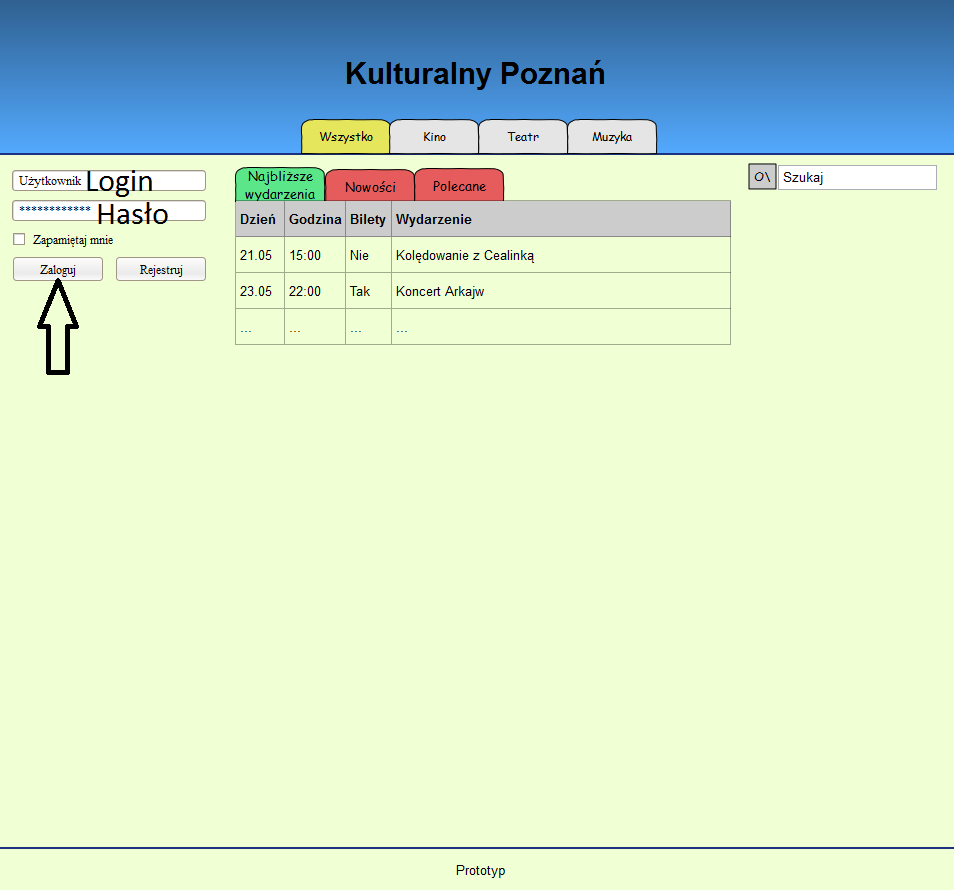 Kulturalny Poznań
Wszystko Kino Teatr Muzyka
Użytkownik Login
************ Hasło
Zapamiętaj mnie
Zaloguj Rejestruj
Najbliższe
wydarzenia
Nowości Polecane
Dzień Godzina Bilety Wydarzenie
21.05 15:00 Nie Kolędowanie z Cealinką
23.05 22:00 Tak Koncert Arkajw
... ... ... ...
O\ Szukaj
Prototyp